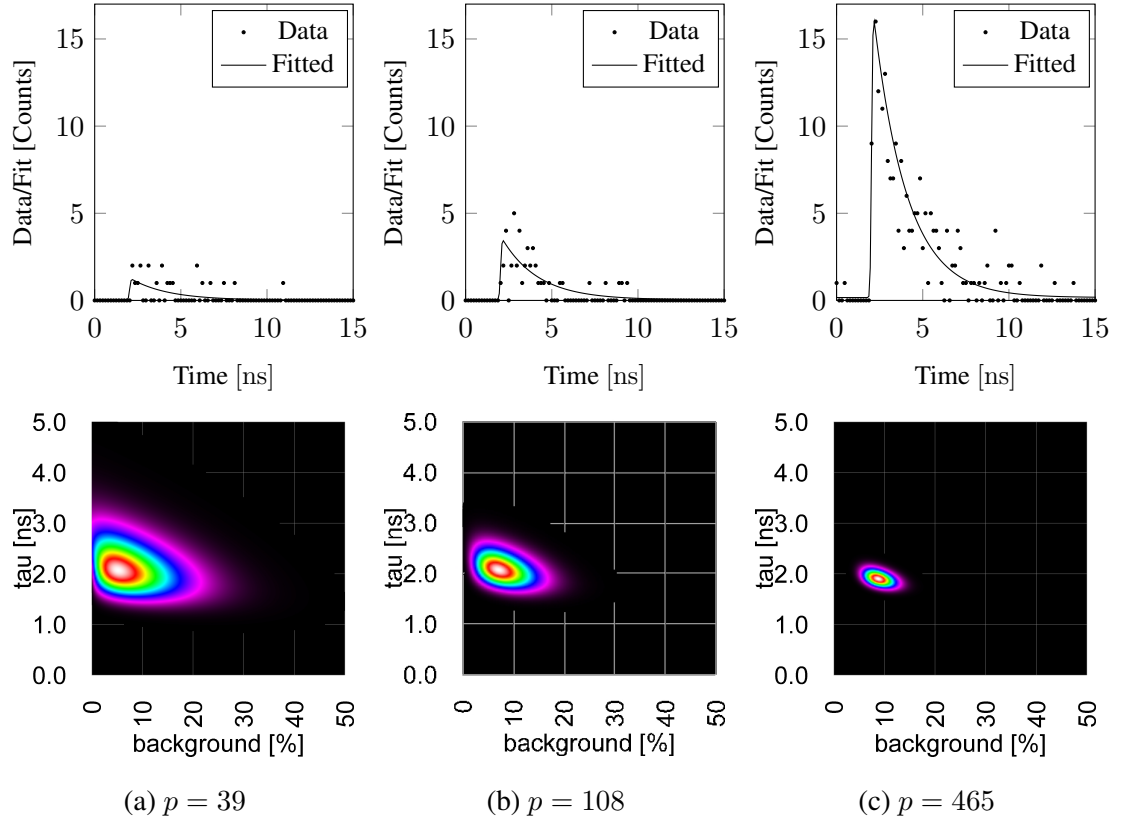 15
10
5
0
Data/Fit [Counts]
Data
Fitted
0 5 10 15
Time [ns]
15
10
5
0
Data/Fit [Counts]
Data
Fitted
0 5 10 15
Time [ns]
15
10
5
0
Data/Fit [Counts]
Data
Fitted
0 5 10 15
Time [ns]
5.0
4.0
3.0
2.0
1.0
0.0
tau [ns]
0 10 20 30 40 50
background [%]
(a) p = 39
5.0
4.0
3.0
2.0
1.0
0.0
tau [ns]
0 10 20 30 40 50
background [%]
(b) p = 108
5.0
4.0
3.0
2.0
1.0
0.0
tau [ns]
0 10 20 30 40 50
background [%]
(c) p = 465